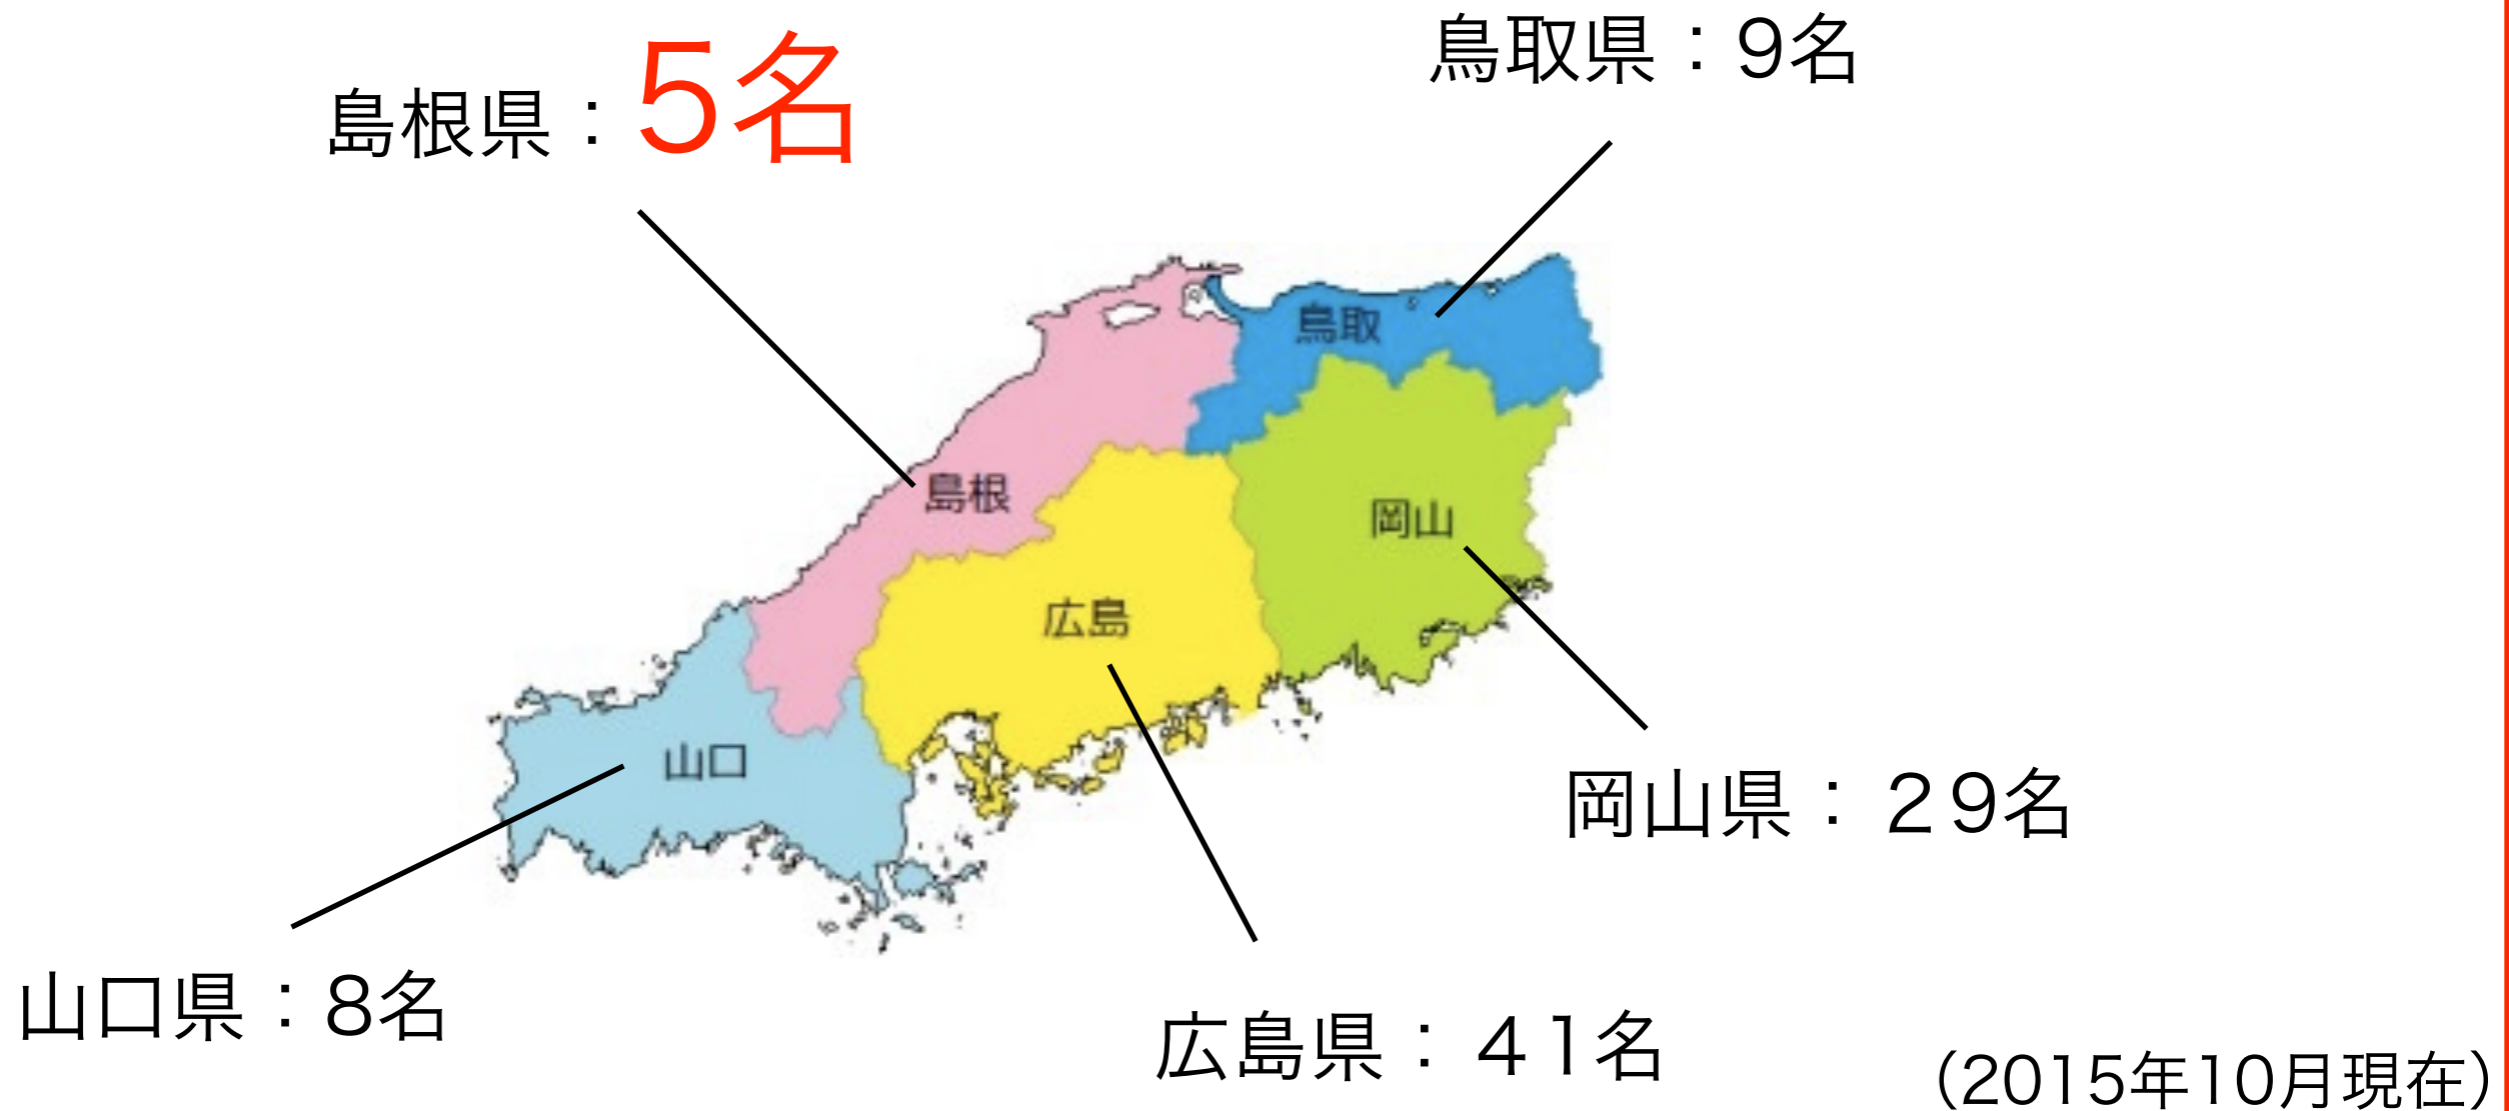 鳥取県：9名
島根県：5名
鳥取
島根
岡山
広島
山口
岡山県：２9名
山口県：8名
広島県：４1名
（2015年10月現在）